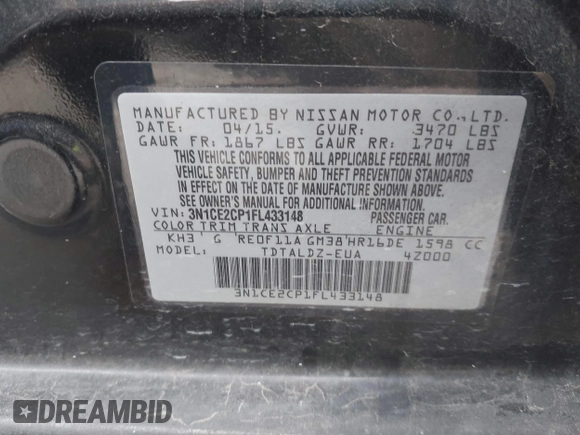 MANUFACTURED BY NISSAN MOTOR CO., LTD.
DATE: 04/15. GVWR: 3470 LBS
GAWR FR: 1867 LBS GAWR RR: 1704 LBS
THIS VEHICLE CONFORMS TO ALL APPLICABLE FEDERAL MOTOR
VEHICLE SAFETY, BUMPER AND THEFT PREVENTION STANDARDS
IN EFFECT ON THE DATE OF MANUFACTURE SHOWN ABOVE.
SEE OWNER'S MANUAL FOR ADDITIONAL INFORMATION.
VIN: 3N1CE2CP1FL433148 PASSENGER CAR.
COLOR TRIM TRANS AXLE ENGINE
KH3 G RE0F11A GM38 HR16DE 1598 CC
MODEL: TDTALDZ-EUA 4Z000
3N1CE2CP1FL433148
DREAMBID